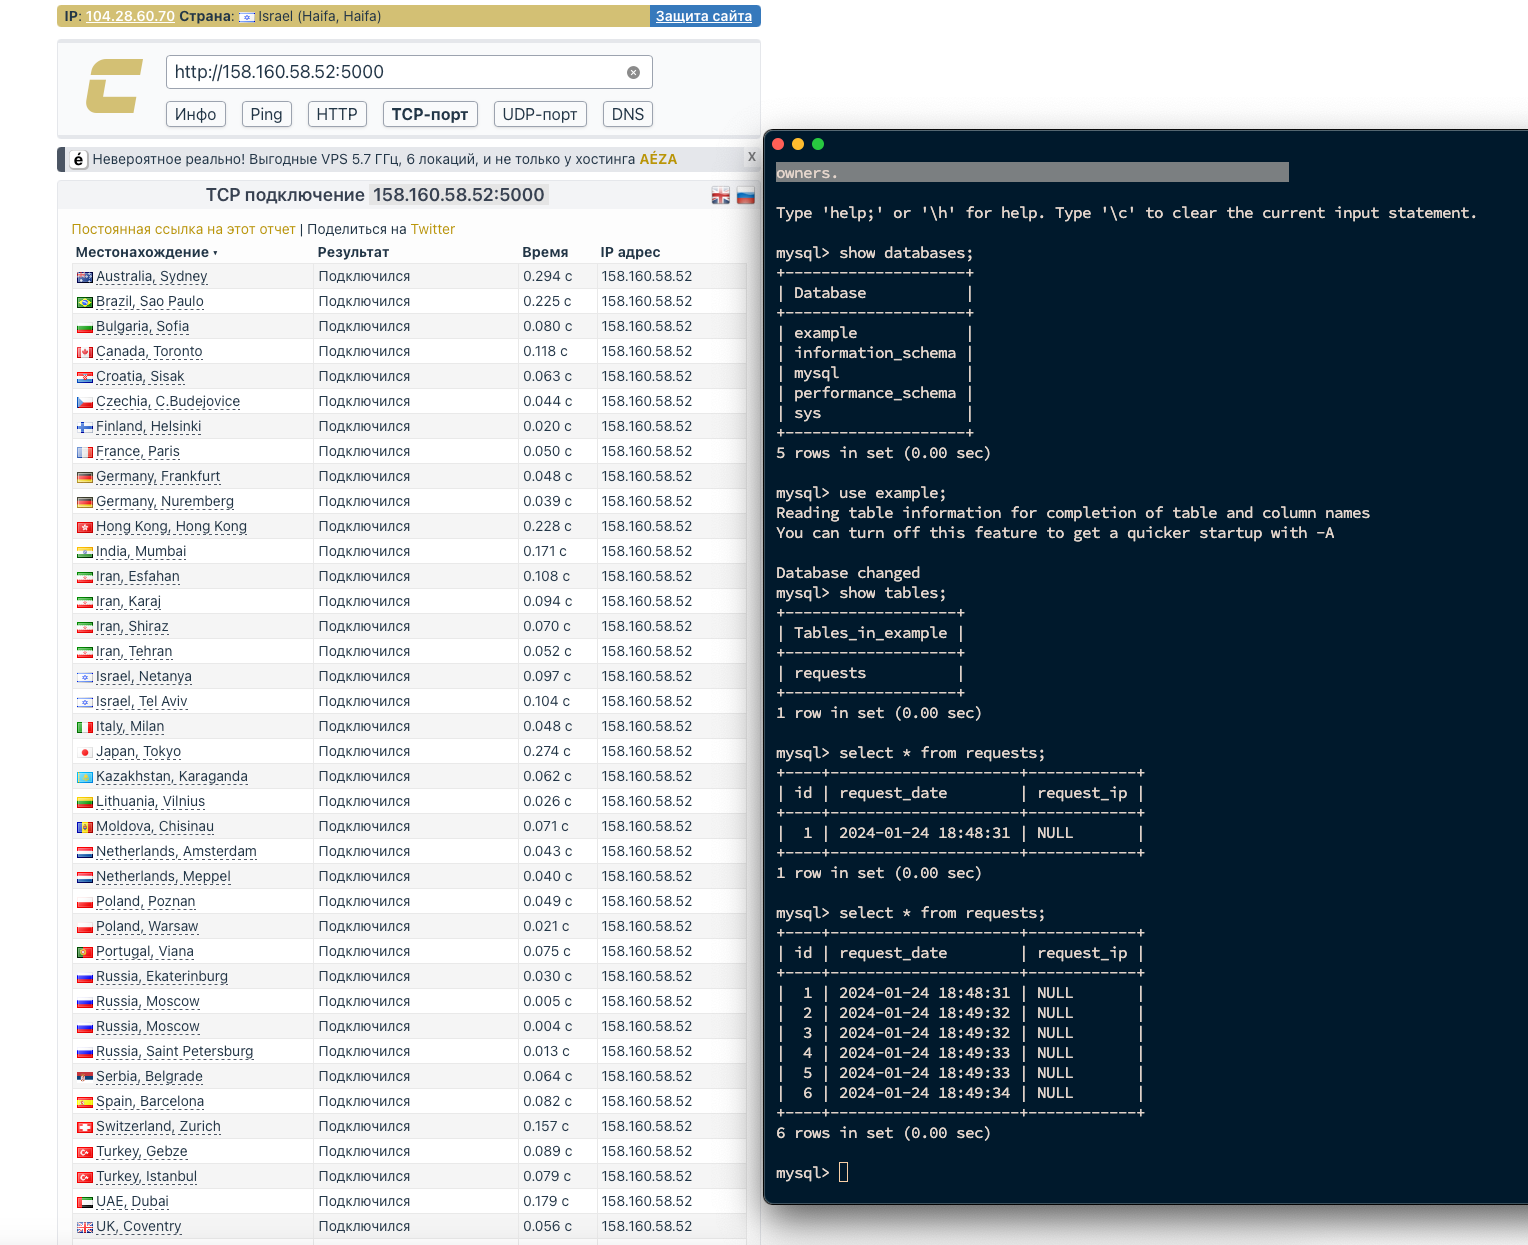 IP: 104.28.60.70 Страна: Israel (Haifa, Haifa)
Защита сайта
http://158.160.58.52:5000
Инфо Ping HTTP TCP-порт UDP-порт DNS
é Невероятное реально! Выгодные VPS 5.7 ГГц, 6 локаций, и не только у хостинга AÉZA X
TCP подключение 158.160.58.52:5000
Постоянная ссылка на этот отчет | Поделиться на Twitter
Местонахождение Результат Время IP адрес
Australia, Sydney Подключился 0.294 с 158.160.58.52
Brazil, Sao Paulo Подключился 0.225 с 158.160.58.52
Bulgaria, Sofia Подключился 0.080 с 158.160.58.52
Canada, Toronto Подключился 0.118 с 158.160.58.52
Croatia, Sisak Подключился 0.063 с 158.160.58.52
Czechia, C.Budejovice Подключился 0.044 с 158.160.58.52
Finland, Helsinki Подключился 0.020 с 158.160.58.52
France, Paris Подключился 0.050 с 158.160.58.52
Germany, Frankfurt Подключился 0.048 с 158.160.58.52
Germany, Nuremberg Подключился 0.039 с 158.160.58.52
Hong Kong, Hong Kong Подключился 0.228 с 158.160.58.52
India, Mumbai Подключился 0.171 с 158.160.58.52
Iran, Esfahan Подключился 0.108 с 158.160.58.52
Iran, Karaj Подключился 0.094 с 158.160.58.52
Iran, Shiraz Подключился 0.070 с 158.160.58.52
Iran, Tehran Подключился 0.052 с 158.160.58.52
Israel, Netanya Подключился 0.097 с 158.160.58.52
Israel, Tel Aviv Подключился 0.104 с 158.160.58.52
Italy, Milan Подключился 0.048 с 158.160.58.52
Japan, Tokyo Подключился 0.274 с 158.160.58.52
Kazakhstan, Karaganda Подключился 0.062 с 158.160.58.52
Lithuania, Vilnius Подключился 0.026 с 158.160.58.52
Moldova, Chisinau Подключился 0.071 с 158.160.58.52
Netherlands, Amsterdam Подключился 0.043 с 158.160.58.52
Netherlands, Meppel Подключился 0.040 с 158.160.58.52
Poland, Poznan Подключился 0.049 с 158.160.58.52
Poland, Warsaw Подключился 0.021 с 158.160.58.52
Portugal, Viana Подключился 0.075 с 158.160.58.52
Russia, Ekaterinburg Подключился 0.030 с 158.160.58.52
Russia, Moscow Подключился 0.005 с 158.160.58.52
Russia, Moscow Подключился 0.004 с 158.160.58.52
Russia, Saint Petersburg Подключился 0.013 с 158.160.58.52
Serbia, Belgrade Подключился 0.064 с 158.160.58.52
Spain, Barcelona Подключился 0.082 с 158.160.58.52
Switzerland, Zurich Подключился 0.157 с 158.160.58.52
Turkey, Gebze Подключился 0.089 с 158.160.58.52
Turkey, Istanbul Подключился 0.079 с 158.160.58.52
UAE, Dubai Подключился 0.179 с 158.160.58.52
UK, Coventry Подключился 0.056 с 158.160.58.52
owners.
Type 'help;' or '\h' for help. Type '\c' to clear the current input statement.
mysql> show databases;
+--------------------+
| Database           |
+--------------------+
| example            |
| information_schema |
| mysql              |
| performance_schema |
| sys                |
+--------------------+
5 rows in set (0.00 sec)
mysql> use example;
Reading table information for completion of table and column names
You can turn off this feature to get a quicker startup with -A
Database changed
mysql> show tables;
+-------------------+
| Tables_in_example |
+-------------------+
| requests          |
+-------------------+
1 row in set (0.00 sec)
mysql> select * from requests;
+----+---------------------+------------+
| id | request_date        | request_ip |
+----+---------------------+------------+
|  1 | 2024-01-24 18:48:31 | NULL       |
+----+---------------------+------------+
1 row in set (0.00 sec)
mysql> select * from requests;
+----+---------------------+------------+
| id | request_date        | request_ip |
+----+---------------------+------------+
|  1 | 2024-01-24 18:48:31 | NULL       |
|  2 | 2024-01-24 18:49:32 | NULL       |
|  3 | 2024-01-24 18:49:32 | NULL       |
|  4 | 2024-01-24 18:49:33 | NULL       |
|  5 | 2024-01-24 18:49:33 | NULL       |
|  6 | 2024-01-24 18:49:34 | NULL       |
+----+---------------------+------------+
6 rows in set (0.00 sec)
mysql>